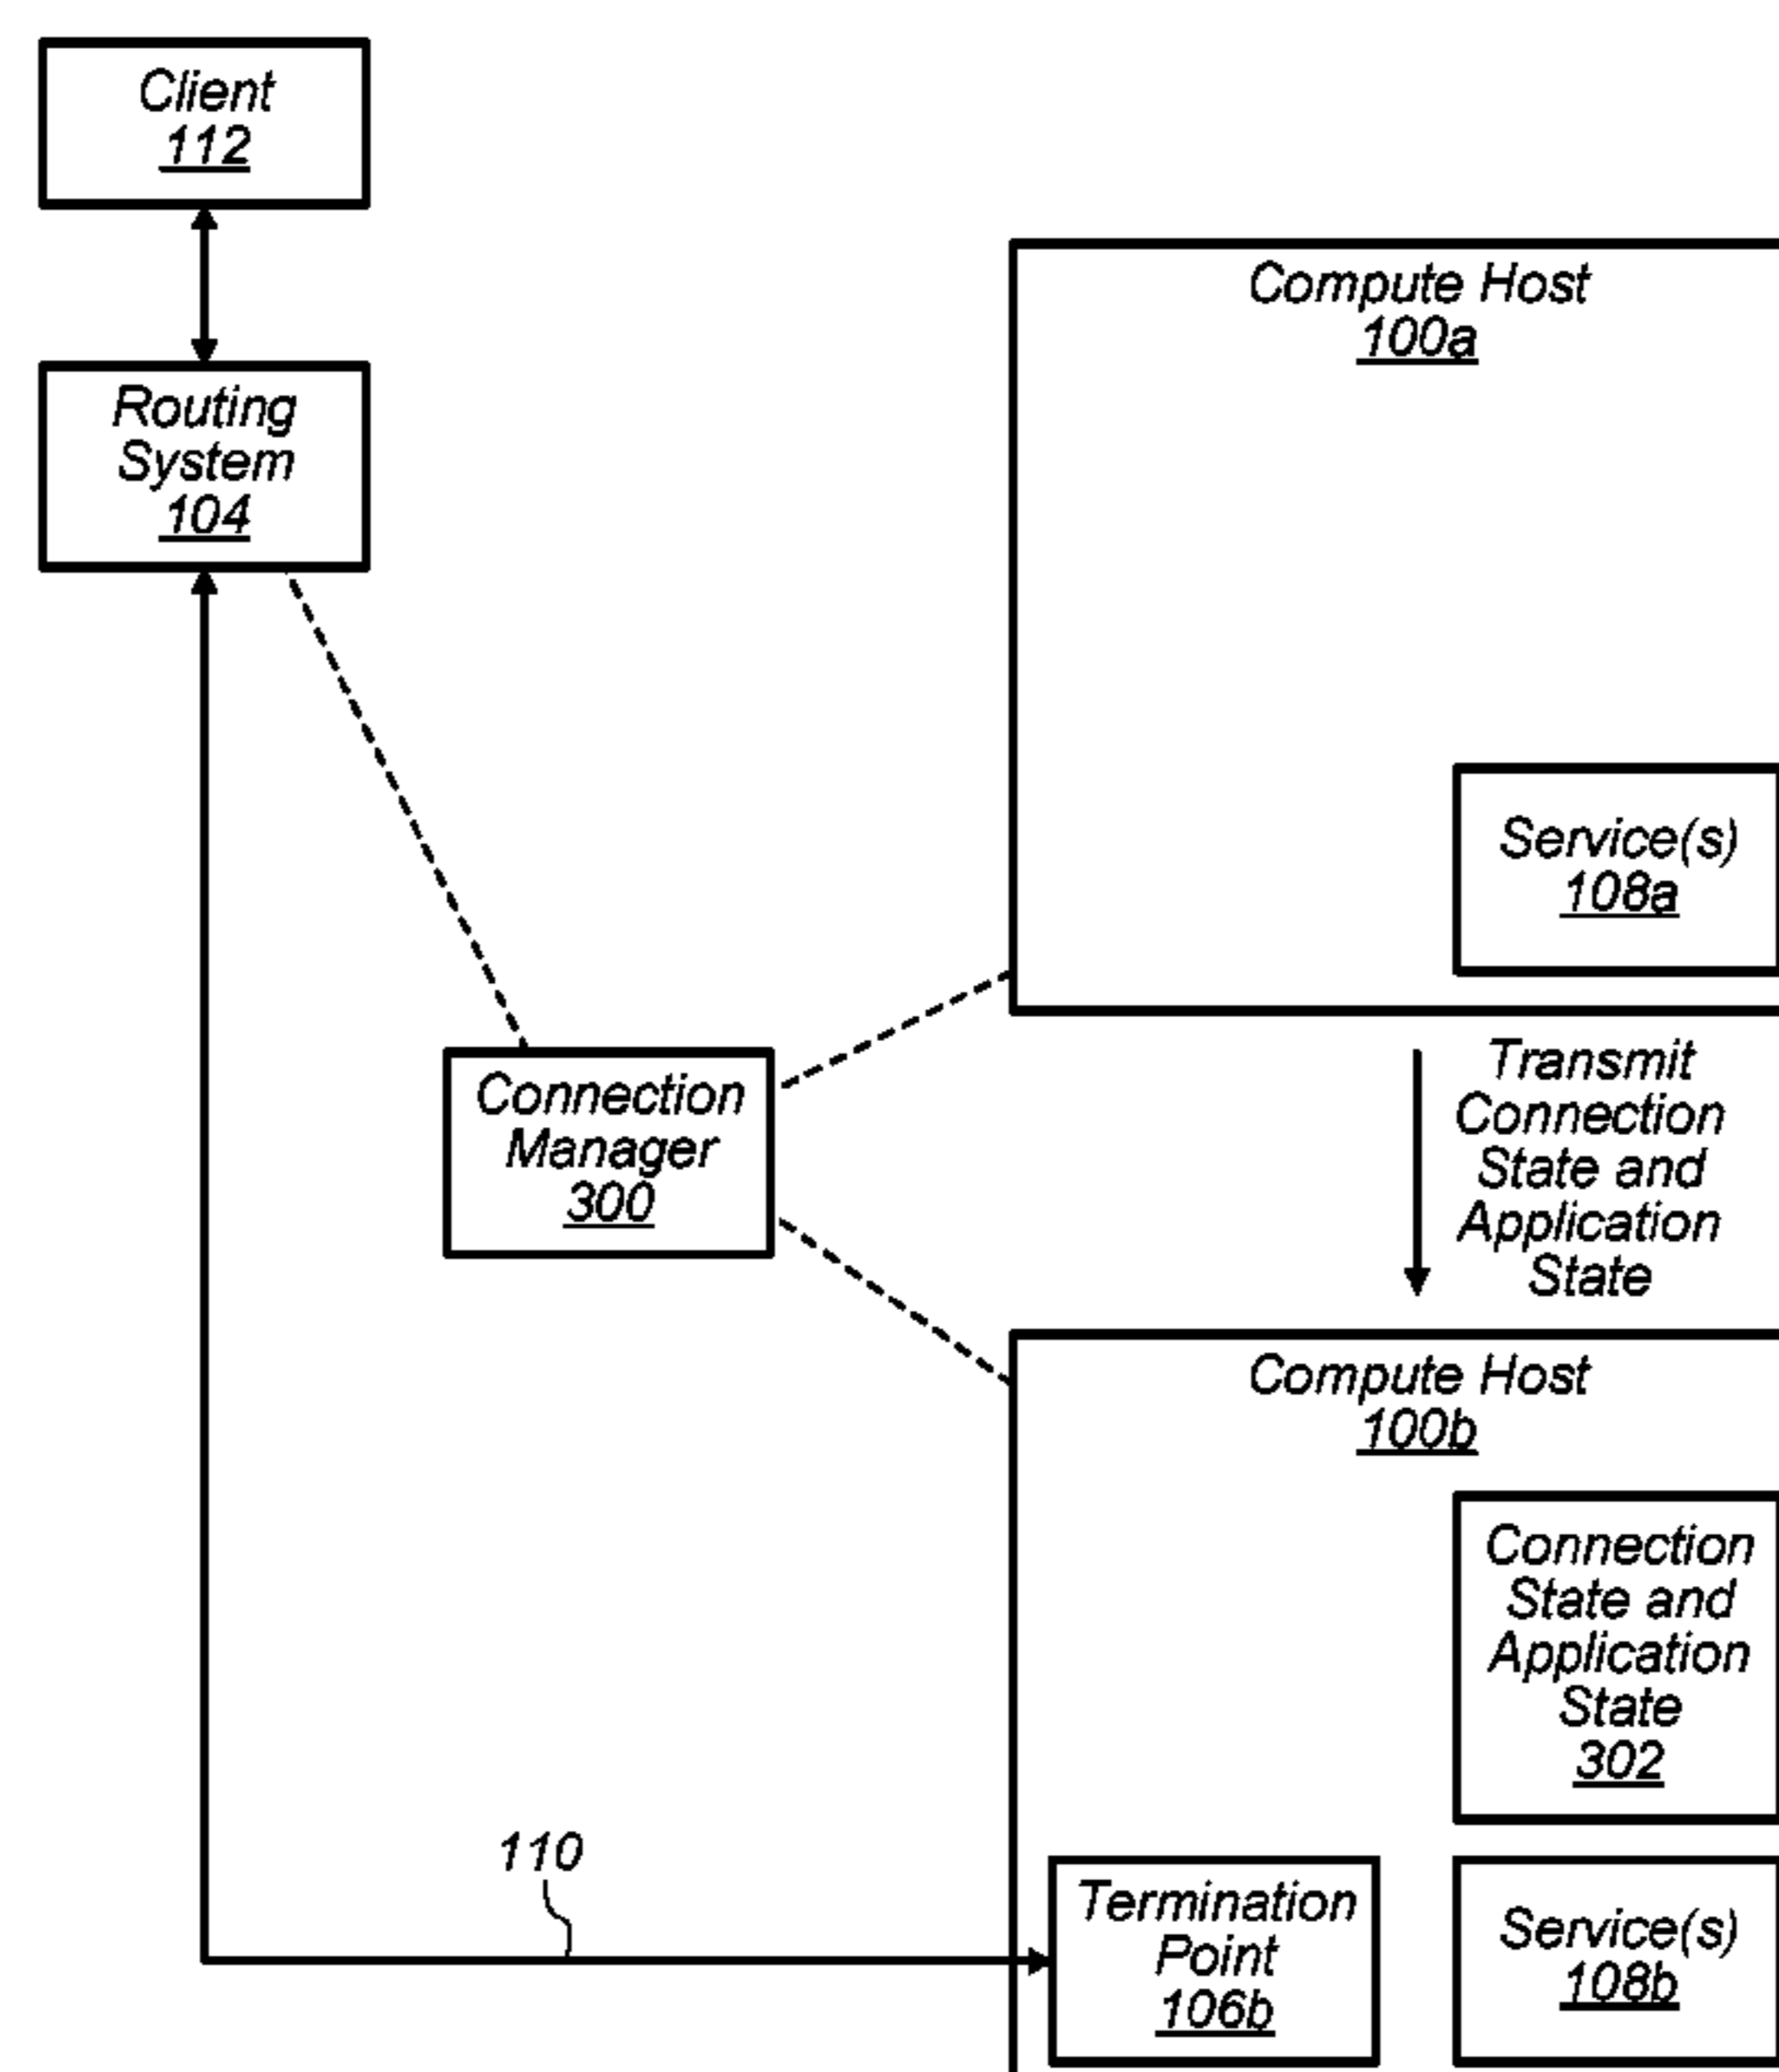 Client
112
Routing
System
104
Compute Host
100a
Service(s)
108a
Connection
Manager
300
Transmit
Connection
State and
Application
State
Compute Host
100b
Connection
State and
Application
State
302
110
Termination
Point
106b
Service(s)
108b